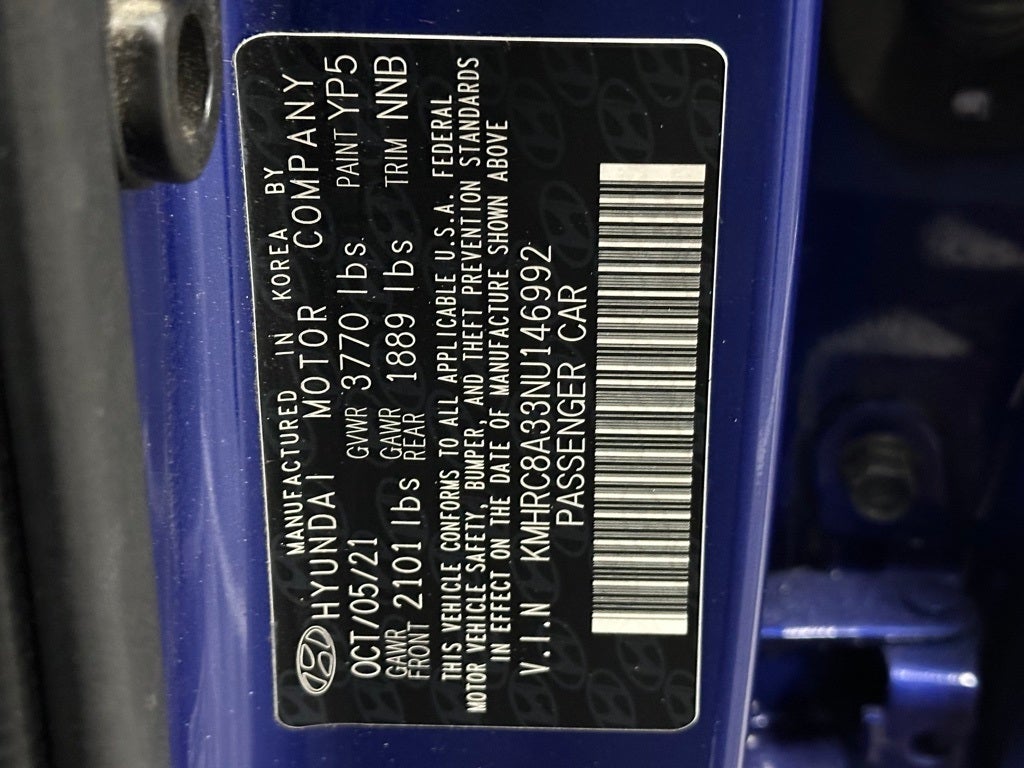 MANUFACTURED IN KOREA BY
HYUNDAI MOTOR COMPANY
OCT/05/21 GVWR 3770 lbs. PAINT YP5
GAWR FRONT 2101 lbs GAWR REAR 1889 lbs TRIM NNB
THIS VEHICLE CONFORMS TO ALL APPLICABLE U.S.A. FEDERAL
MOTOR VEHICLE SAFETY, BUMPER, AND THEFT PREVENTION STANDARDS
IN EFFECT ON THE DATE OF MANUFACTURE SHOWN ABOVE
V.I.N KMHRC8A33NU146992
PASSENGER CAR